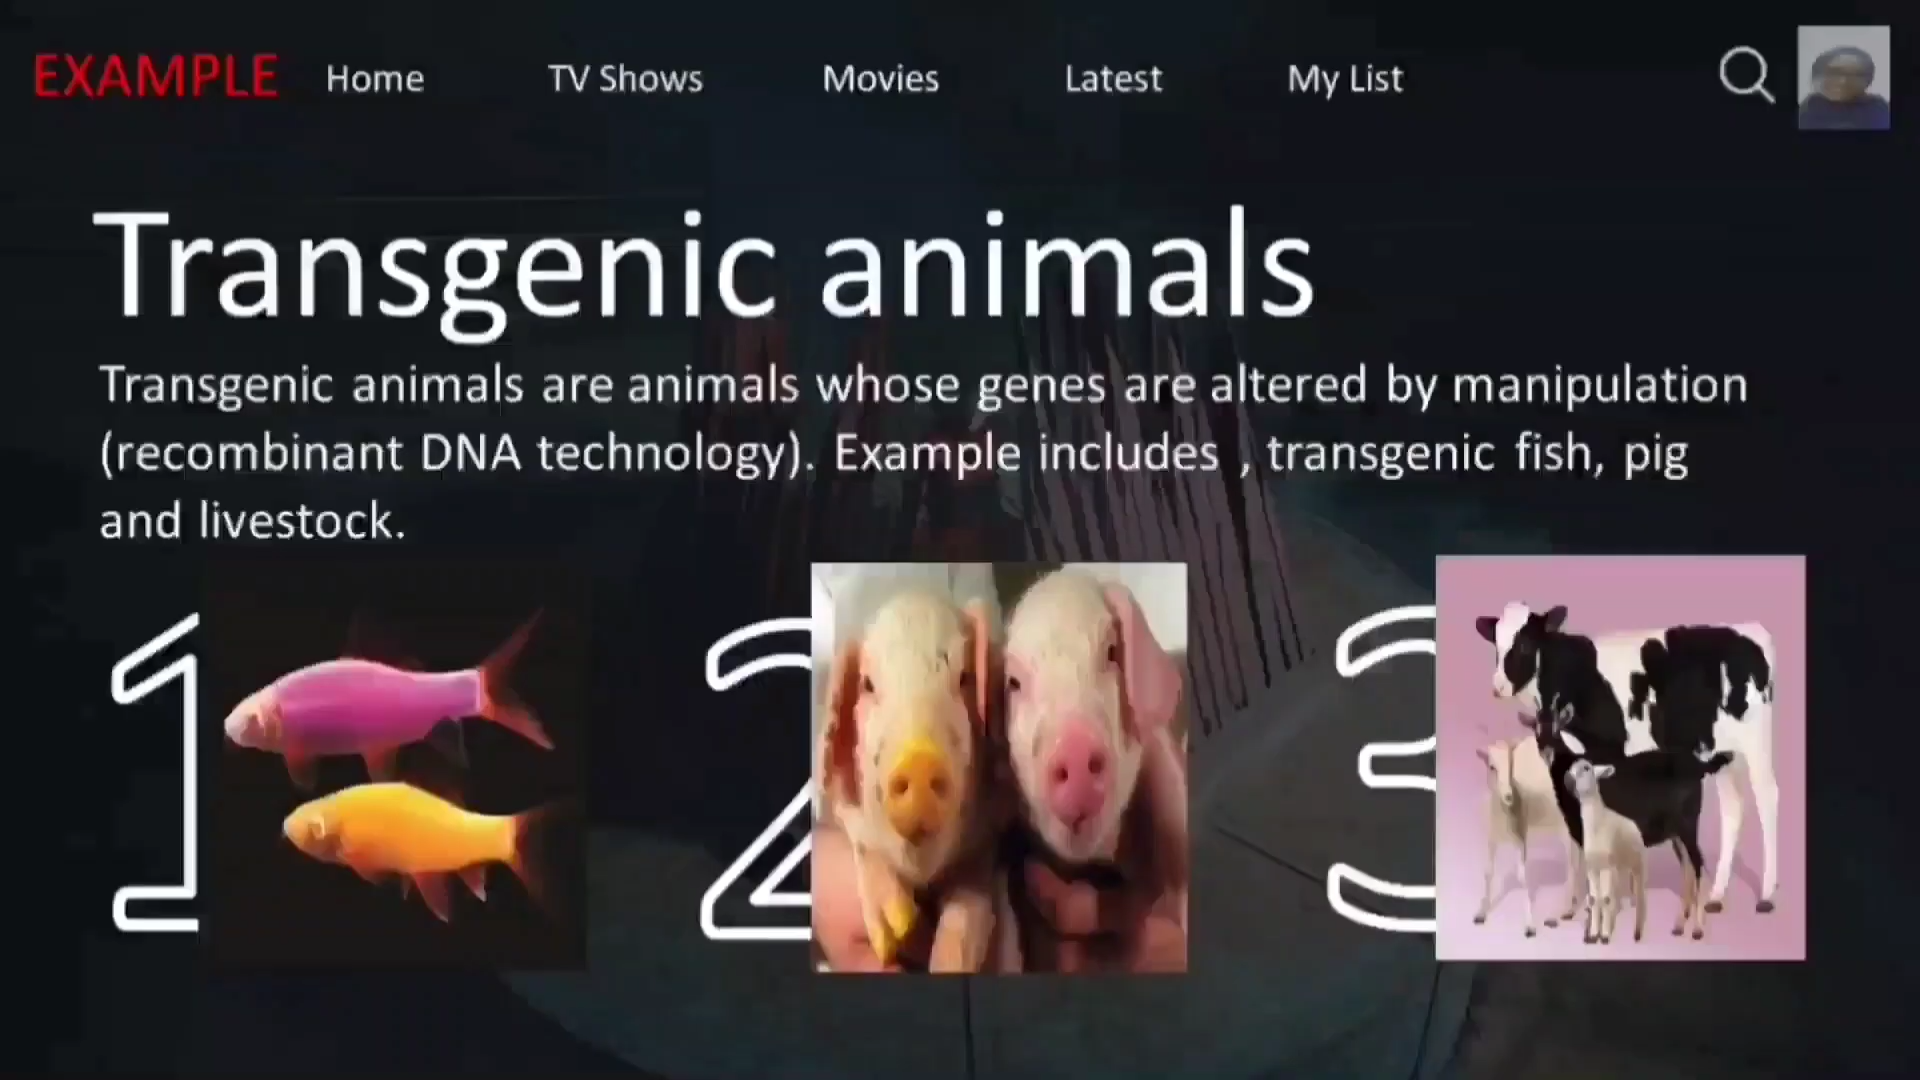 EXAMPLE Home TV Shows Movies Latest My List
Transgenic animals
Transgenic animals are animals whose genes are altered by manipulation
(recombinant DNA technology). Example includes , transgenic fish, pig
and livestock.
1 2 3